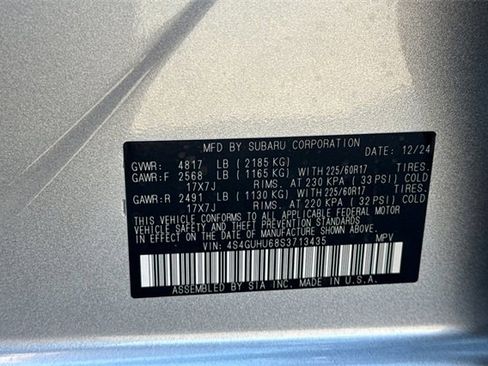 MFD BY SUBARU CORPORATION DATE: 12/24
GVWR: 4817 LB (2185 KG)
GAWR:F 2568 LB (1165 KG) WITH 225/60R17 TIRES.
17X7J RIMS. AT 230 KPA (33 PSI) COLD
GAWR:R 2491 LB (1130 KG) WITH 225/60R17 TIRES.
17X7J RIMS. AT 220 KPA (32 PSI) COLD
THIS VEHICLE CONFORMS TO ALL APPLICABLE FEDERAL MOTOR
VEHICLE SAFETY AND THEFT PREVENTION STANDARDS
IN EFFECT ON THE DATE OF MANUFACTURE SHOWN ABOVE.
VIN: 4S4GUHU68S3713435 MPV
ASSEMBLED BY SIA INC. MADE IN U.S.A.